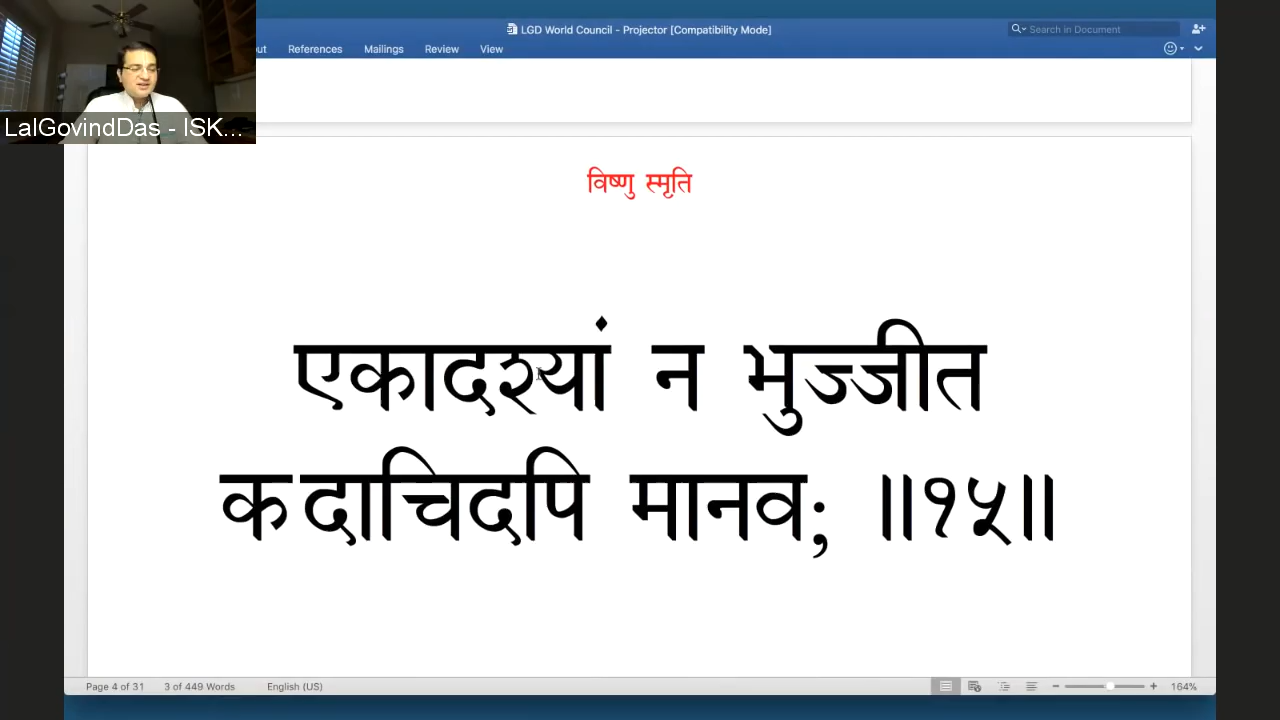 LGD World Council - Projector [Compatibility Mode]
Search in Document
out References Mailings Review View
LalGovindDas - ISK...
विष्णु स्मृति
एकादश्यां न भुज्जीत
कदाचिदपि मानव; ॥१५॥
Page 4 of 31 3 of 449 Words English (US) 164%